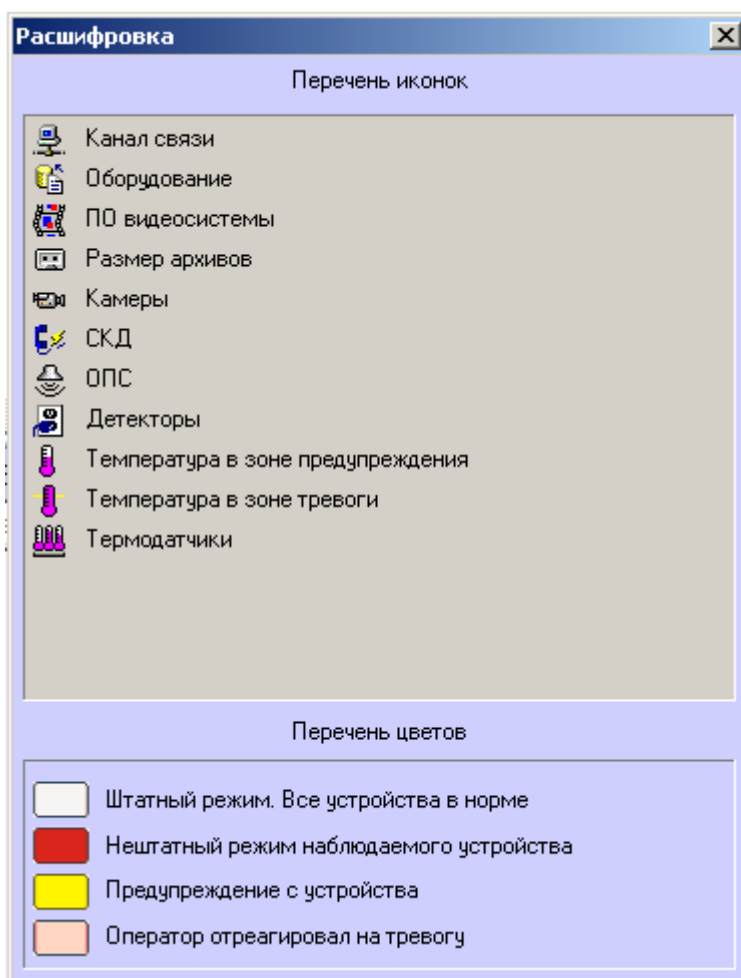 Расшифровка
Перечень иконок
Канал связи
Оборудование
ПО видеосистемы
Размер архивов
Камеры
СКД
ОПС
Детекторы
Температура в зоне предупреждения
Температура в зоне тревоги
Термодатчики
Перечень цветов
Штатный режим. Все устройства в норме
Нештатный режим наблюдаемого устройства
Предупреждение с устройства
Оператор отреагировал на тревогу